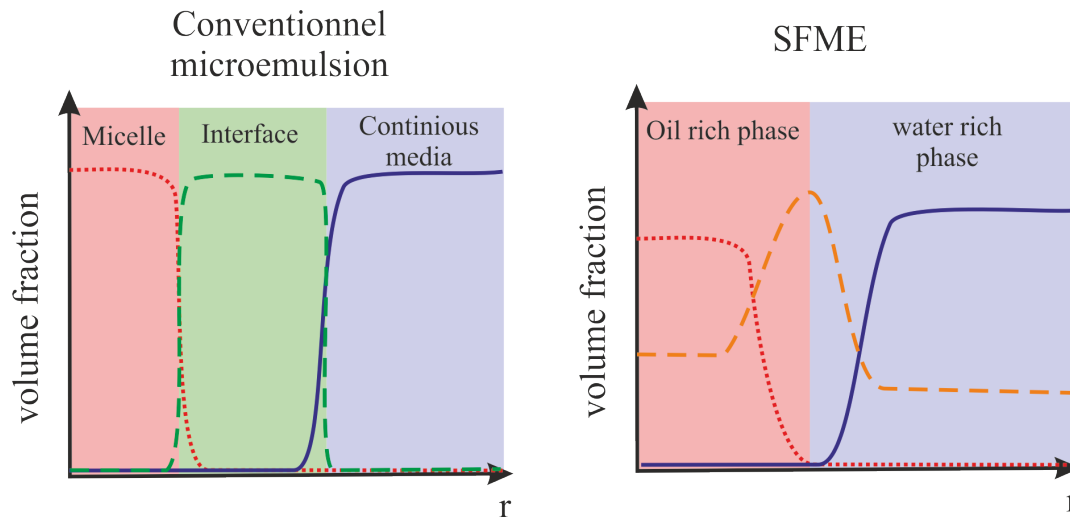 Conventionnel
microemulsion
Micelle
Interface
Continious
media
volume fraction
r
SFME
Oil rich phase
water rich
phase
volume fraction
r